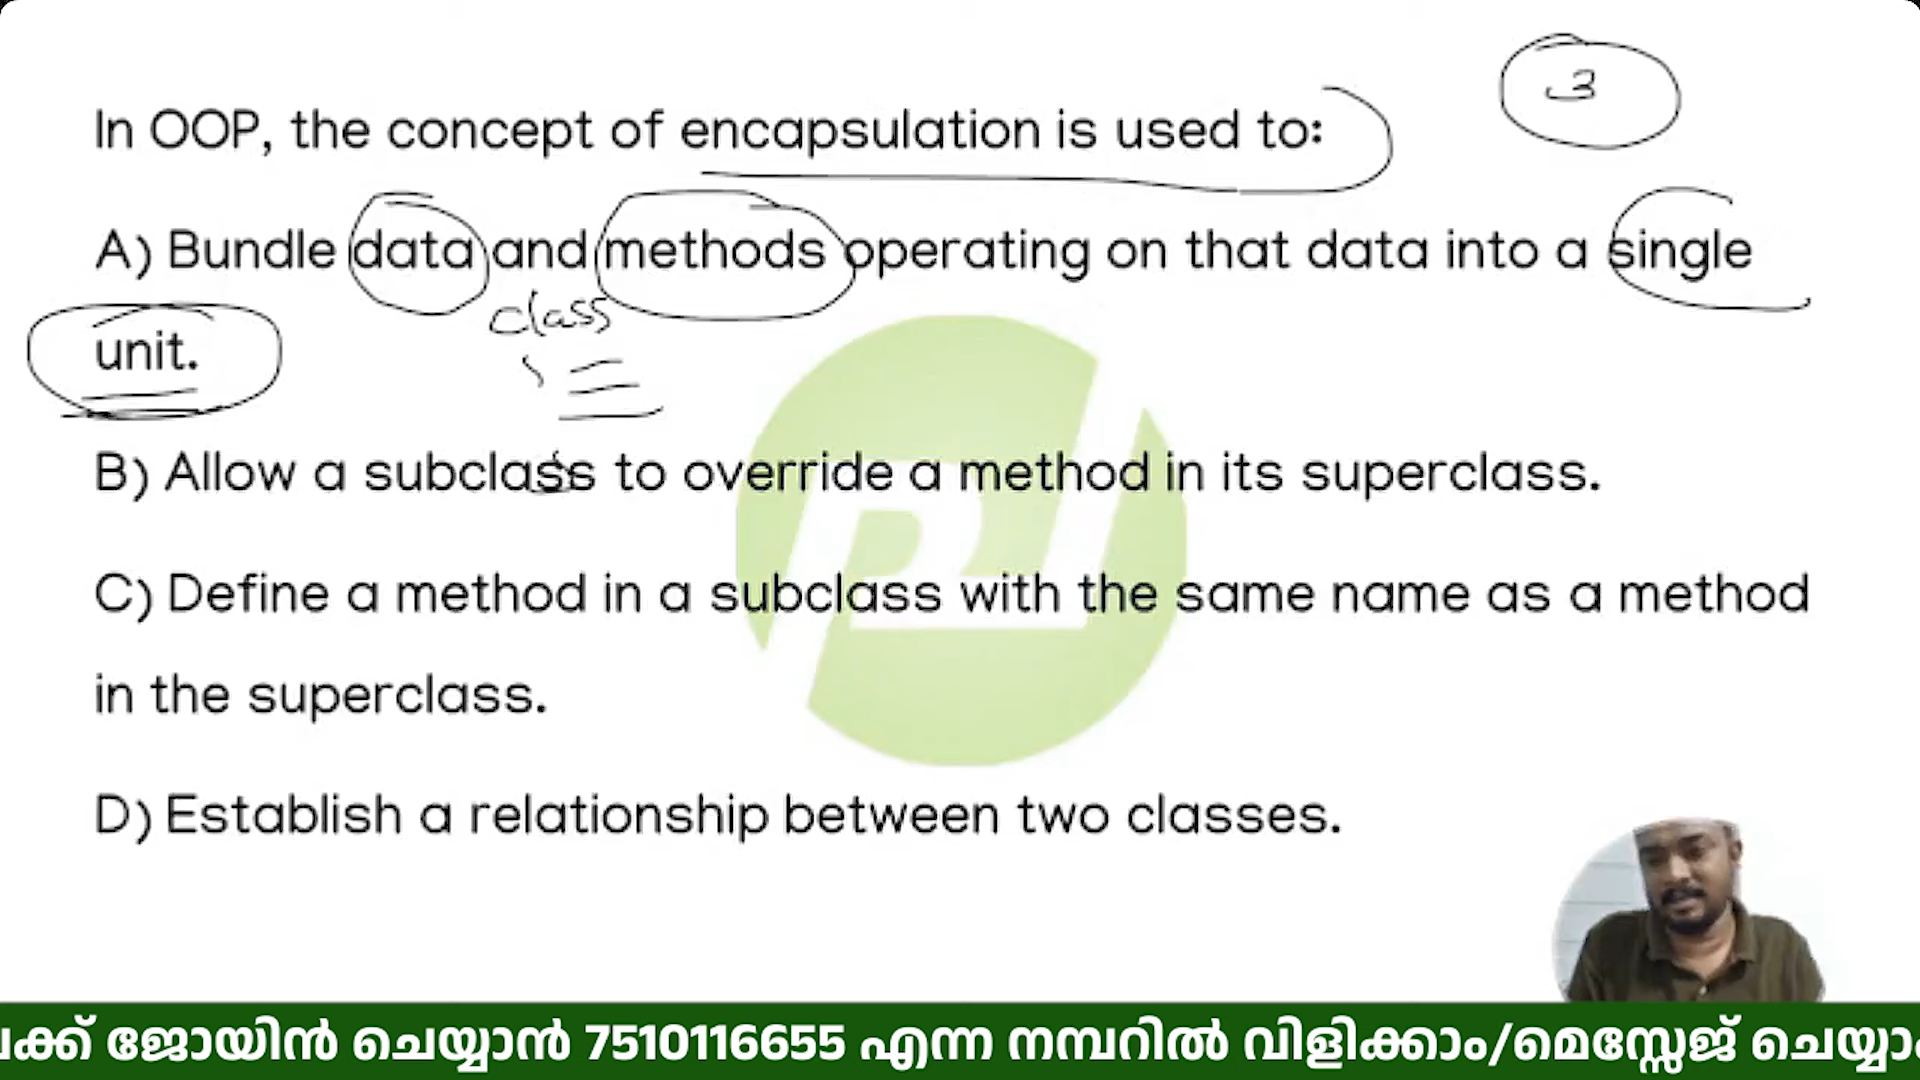 3
In OOP, the concept of encapsulation is used to:
A) Bundle data and methods operating on that data into a single
class
unit.
B) Allow a subclass to override a method in its superclass.
C) Define a method in a subclass with the same name as a method
in the superclass.
D) Establish a relationship between two classes.
ക്ക് ജോയിൻ ചെയ്യാൻ 7510116655 എന്ന നമ്പറിൽ വിളിക്കാം/മെസ്സേജ് ചെയ്യാം